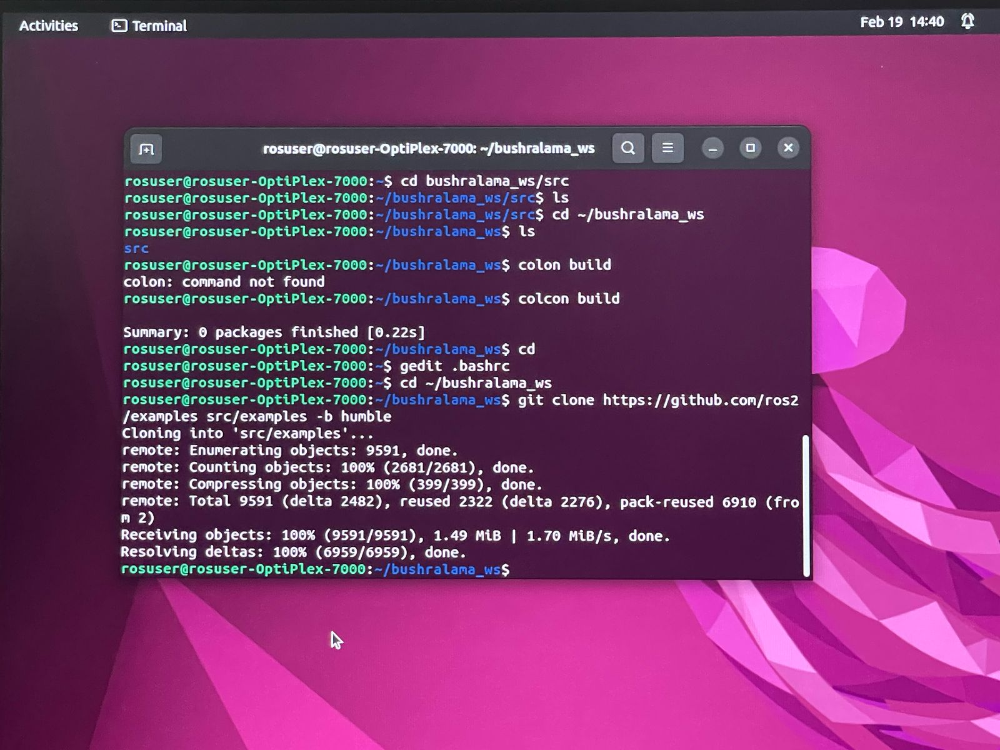 Activities Terminal Feb 19 14:40
rosuser@rosuser-OptiPlex-7000: ~/bushralama_ws
rosuser@rosuser-OptiPlex-7000:~$ cd bushralama_ws/src
rosuser@rosuser-OptiPlex-7000:~/bushralama_ws/src$ ls
rosuser@rosuser-OptiPlex-7000:~/bushralama_ws/src$ cd ~/bushralama_ws
rosuser@rosuser-OptiPlex-7000:~/bushralama_ws$ ls
src
rosuser@rosuser-OptiPlex-7000:~/bushralama_ws$ colon build
colon: command not found
rosuser@rosuser-OptiPlex-7000:~/bushralama_ws$ colcon build
Summary: 0 packages finished [0.22s]
rosuser@rosuser-OptiPlex-7000:~/bushralama_ws$ cd
rosuser@rosuser-OptiPlex-7000:~$ gedit .bashrc
rosuser@rosuser-OptiPlex-7000:~$ cd ~/bushralama_ws
rosuser@rosuser-OptiPlex-7000:~/bushralama_ws$ git clone https://github.com/ros2
/examples src/examples -b humble
Cloning into 'src/examples'...
remote: Enumerating objects: 9591, done.
remote: Counting objects: 100% (2681/2681), done.
remote: Compressing objects: 100% (399/399), done.
remote: Total 9591 (delta 2482), reused 2322 (delta 2276), pack-reused 6910 (fro
m 2)
Receiving objects: 100% (9591/9591), 1.49 MiB | 1.70 MiB/s, done.
Resolving deltas: 100% (6959/6959), done.
rosuser@rosuser-OptiPlex-7000:~/bushralama_ws$